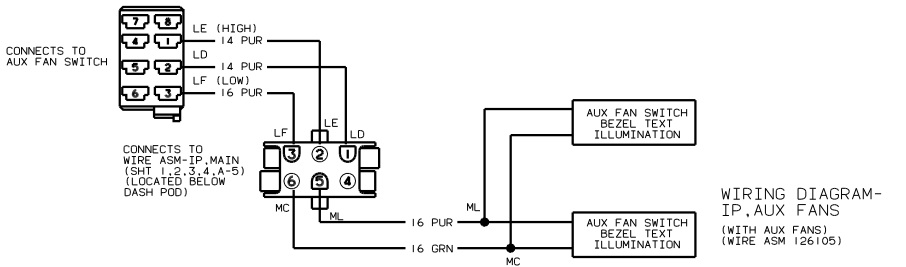 7 8
LE (HIGH)
4 1 14 PUR
CONNECTS TO
AUX FAN SWITCH
LD
5 2 14 PUR
LF (LOW)
6 3 16 PUR
AUX FAN SWITCH
BEZEL TEXT
ILLUMINATION
LF LE LD
CONNECTS TO
WIRE ASM-IP,MAIN
(SHT 1,2,3,4,A-5)
(LOCATED BELOW
DASH POD)
3 2 1
6 5 4
MC ML ML
16 PUR
16 GRN
MC
AUX FAN SWITCH
BEZEL TEXT
ILLUMINATION
WIRING DIAGRAM-
IP,AUX FANS
(WITH AUX FANS)
(WIRE ASM 126105)